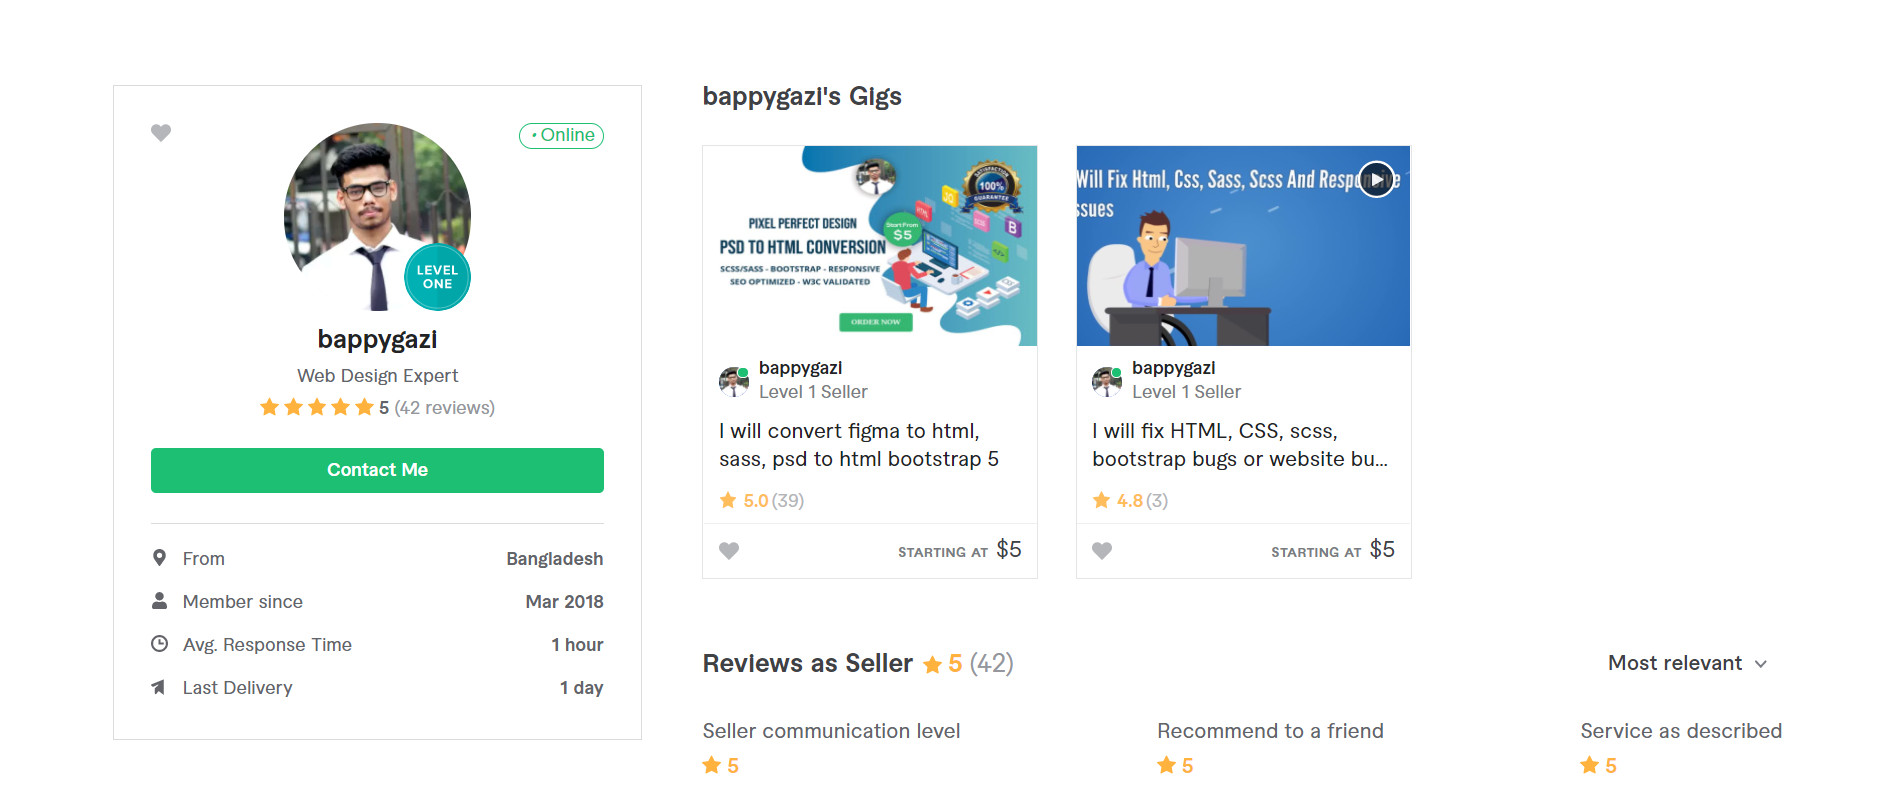 Online
LEVEL
ONE
bappygazi
Web Design Expert
5 (42 reviews)
Contact Me
From Bangladesh
Member since Mar 2018
Avg. Response Time 1 hour
Last Delivery 1 day
bappygazi's Gigs
SATISFACTION
100%
GUARANTEE
HTML
B
Start From
$5
PIXEL PERFECT DESIGN
PSD TO HTML CONVERSION
SCSS/SASS - BOOTSTRAP - RESPONSIVE
SEO OPTIMIZED - W3C VALIDATED
ORDER NOW
bappygazi
Level 1 Seller
I will convert figma to html,
sass, psd to html bootstrap 5
5.0 (39)
STARTING AT $5
Will Fix Html, Css, Sass, Scss And Responsive
ssues
bappygazi
Level 1 Seller
I will fix HTML, CSS, scss,
bootstrap bugs or website bu...
4.8 (3)
STARTING AT $5
Reviews as Seller 5 (42)
Most relevant
Seller communication level
5
Recommend to a friend
5
Service as described
5